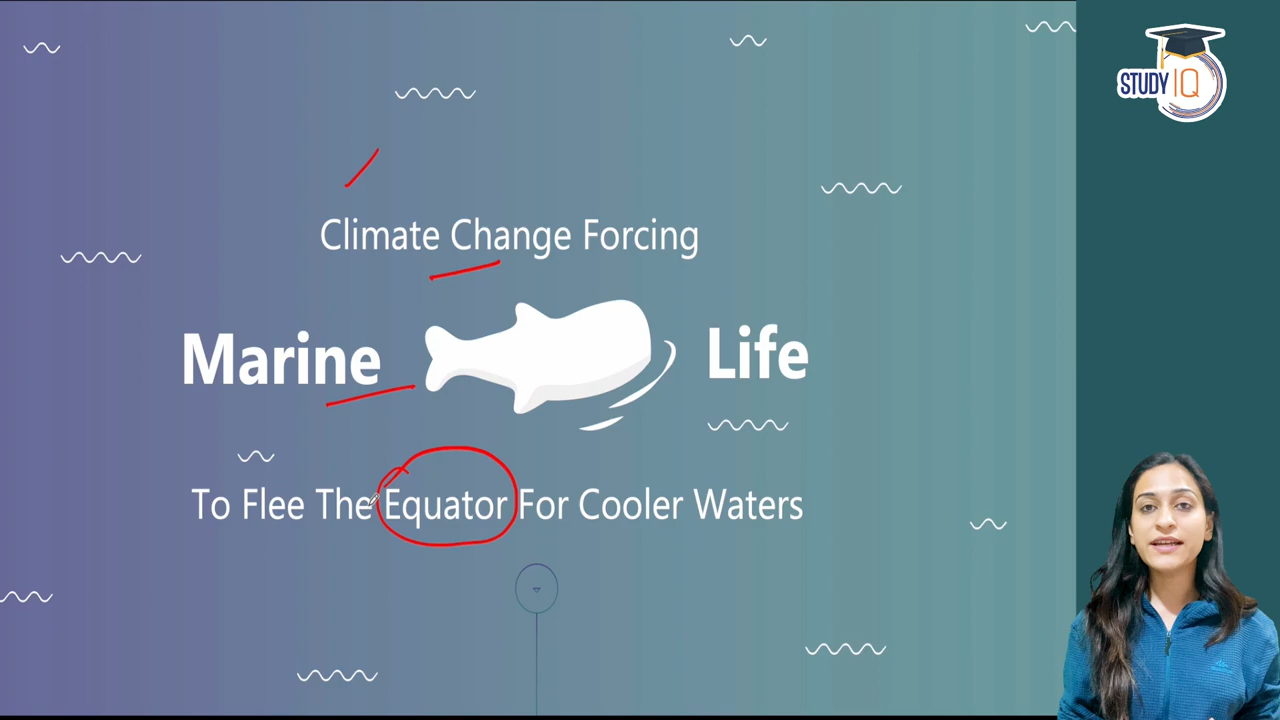 STUDY IQ
Climate Change Forcing
Marine Life
To Flee The Equator For Cooler Waters